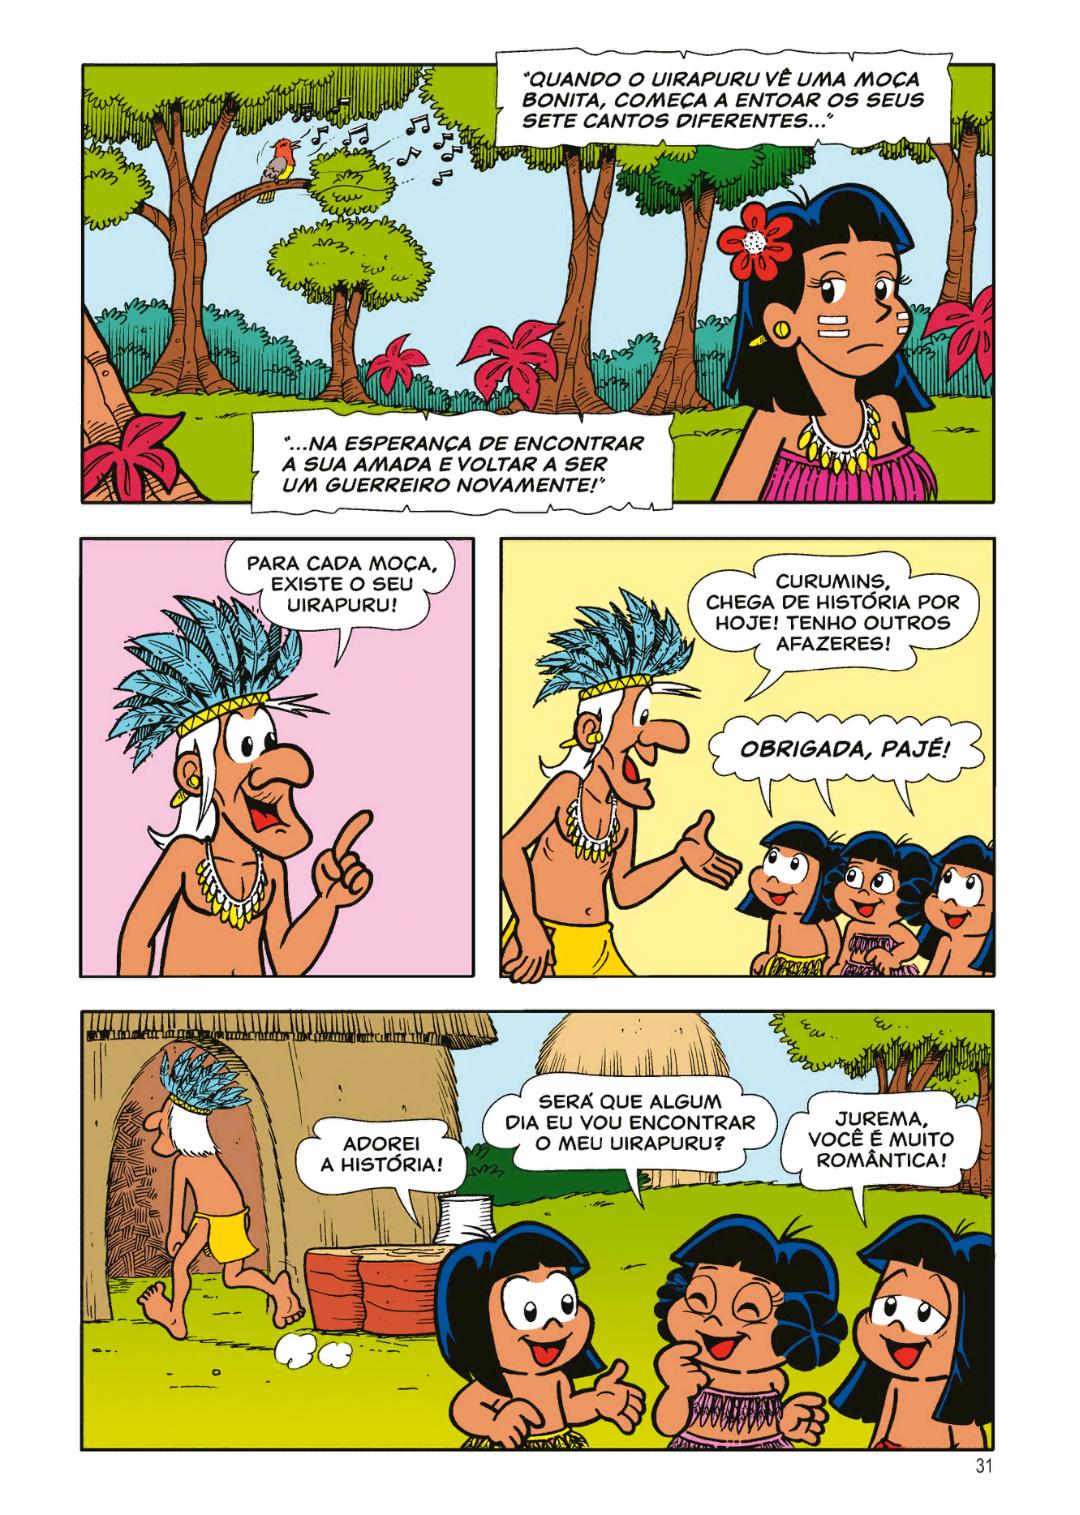 “QUANDO O UIRAPURU VÊ UMA MOÇA
BONITA, COMEÇA A ENTOAR OS SEUS
SETE CANTOS DIFERENTES...”
“...NA ESPERANÇA DE ENCONTRAR
A SUA AMADA E VOLTAR A SER
UM GUERREIRO NOVAMENTE!”
PARA CADA MOÇA,
EXISTE O SEU
UIRAPURU!
CURUMINS,
CHEGA DE HISTÓRIA POR
HOJE! TENHO OUTROS
AFAZERES!
OBRIGADA, PAJÉ!
ADOREI
A HISTÓRIA!
SERÁ QUE ALGUM
DIA EU VOU ENCONTRAR
O MEU UIRAPURU?
JUREMA,
VOCÊ É MUITO
ROMÂNTICA!
31